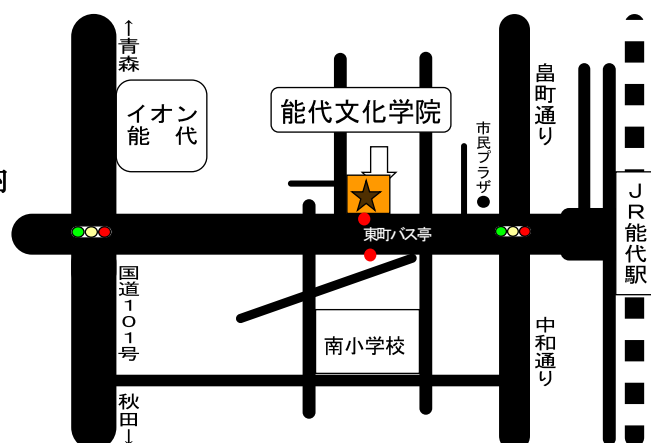 ↑青森
イオン
能　代
能代文化学院
市民プラザ
畠町通り
JR能代駅
東町バス亭
国道101号
南小学校
中和通り
秋田↓